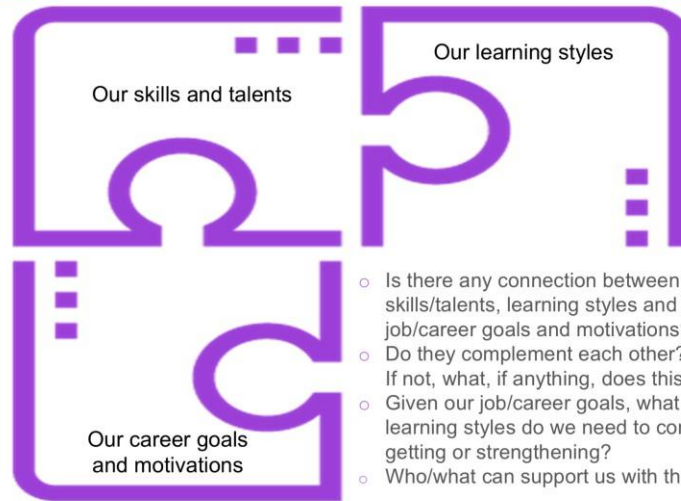 Our skills and talents
Our learning styles
Our career goals
and motivations
○ Is there any connection between
skills/talents, learning styles and
job/career goals and motivations
○ Do they complement each other?
If not, what, if anything, does this
○ Given our job/career goals, what
learning styles do we need to
getting or strengthening?
○ Who/what can support us with